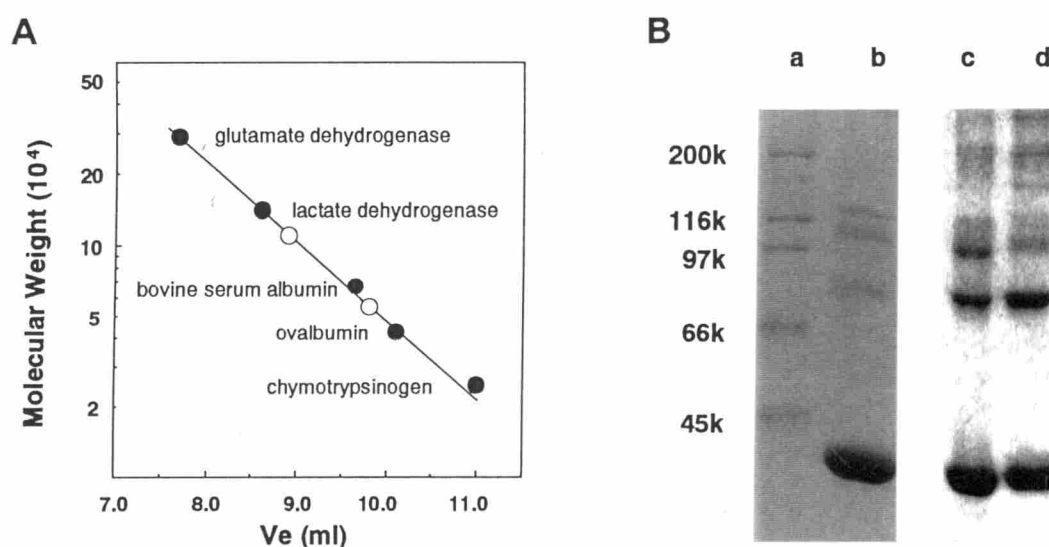 A
Molecular Weight (10⁴)
50
20
10
5
2
glutamate dehydrogenase
lactate dehydrogenase
bovine serum albumin
ovalbumin
chymotrypsinogen
7.0 8.0 9.0 10.0 11.0
Ve (ml)
B
a b c d
200k
116k
97k
66k
45k